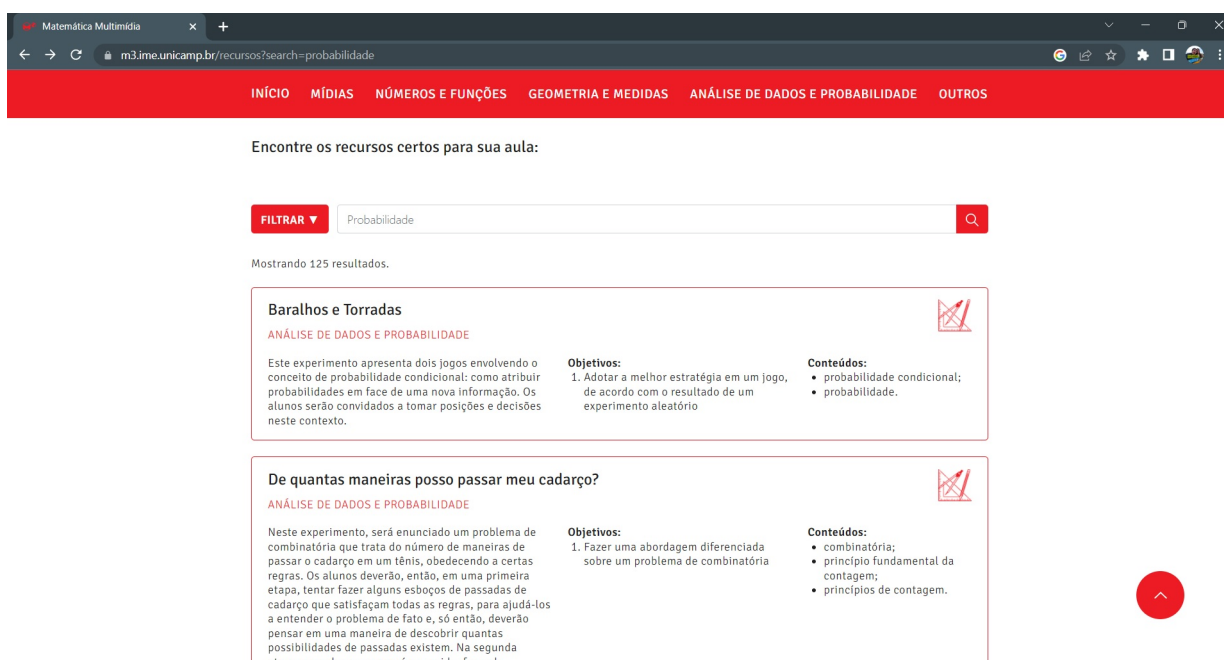 Matemática Multimídia
m3.ime.unicamp.br/recursos?search=probabilidade
INÍCIO MÍDIAS NÚMEROS E FUNÇÕES GEOMETRIA E MEDIDAS ANÁLISE DE DADOS E PROBABILIDADE OUTROS
Encontre os recursos certos para sua aula:
FILTRAR ▼ Probabilidade
Mostrando 125 resultados.
Baralhos e Torradas
ANÁLISE DE DADOS E PROBABILIDADE
Este experimento apresenta dois jogos envolvendo o
conceito de probabilidade condicional: como atribuir
probabilidades em face de uma nova informação. Os
alunos serão convidados a tomar posições e decisões
neste contexto.
Objetivos:
1. Adotar a melhor estratégia em um jogo,
de acordo com o resultado de um
experimento aleatório
Conteúdos:
• probabilidade condicional;
• probabilidade.
De quantas maneiras posso passar meu cadarço?
ANÁLISE DE DADOS E PROBABILIDADE
Neste experimento, será enunciado um problema de
combinatória que trata do número de maneiras de
passar o cadarço em um tênis, obedecendo a certas
regras. Os alunos deverão, então, em uma primeira
etapa, tentar fazer alguns esboços de passadas de
cadarço que satisfaçam todas as regras, para ajudá-los
a entender o problema de fato e, só então, deverão
pensar em uma maneira de descobrir quantas
possibilidades de passadas existem. Na segunda
Objetivos:
1. Fazer uma abordagem diferenciada
sobre um problema de combinatória
Conteúdos:
• combinatória;
• princípio fundamental da
contagem;
• princípios de contagem.